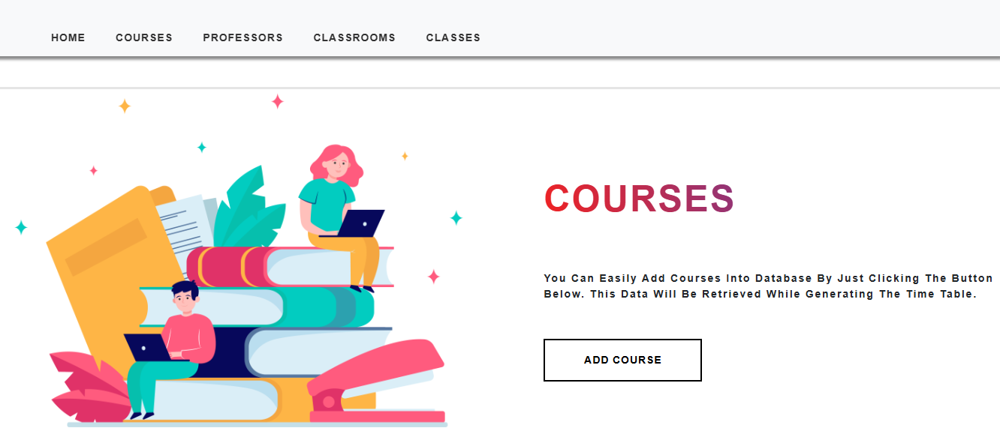 HOME COURSES PROFESSORS CLASSROOMS CLASSES
COURSES
You Can Easily Add Courses Into Database By Just Clicking The Button
Below. This Data Will Be Retrieved While Generating The Time Table.
ADD COURSE